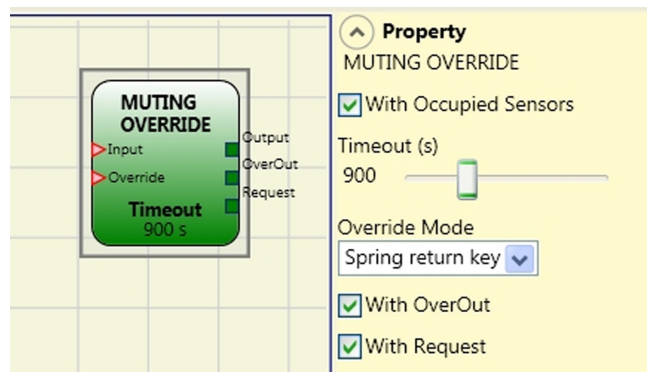 MUTING
OVERRIDE
Input
Override
Output
OverOut
Request
Timeout
900 s
Property
MUTING OVERRIDE
With Occupied Sensors
Timeout (s)
900
Override Mode
Spring return key
With OverOut
With Request